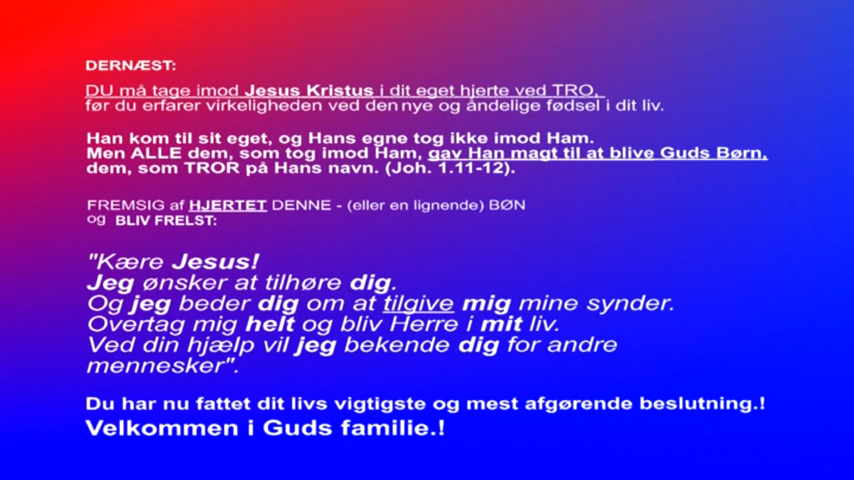 DERNÆST:
DU må tage imod Jesus Kristus i dit eget hjerte ved TRO,
før du erfarer virkeligheden ved den nye og åndelige fødsel i dit liv.
Han kom til sit eget, og Hans egne tog ikke imod Ham.
Men ALLE dem, som tog imod Ham, gav Han magt til at blive Guds Børn,
dem, som TROR på Hans navn. (Joh. 1.11-12).
FREMSIG af HJERTET DENNE - (eller en lignende) BØN
og BLIV FRELST:
"Kære Jesus!
Jeg ønsker at tilhøre dig.
Og jeg beder dig om at tilgive mig mine synder.
Overtag mig helt og bliv Herre i mit liv.
Ved din hjælp vil jeg bekende dig for andre
mennesker".
Du har nu fattet dit livs vigtigste og mest afgørende beslutning.!
Velkommen i Guds familie.!